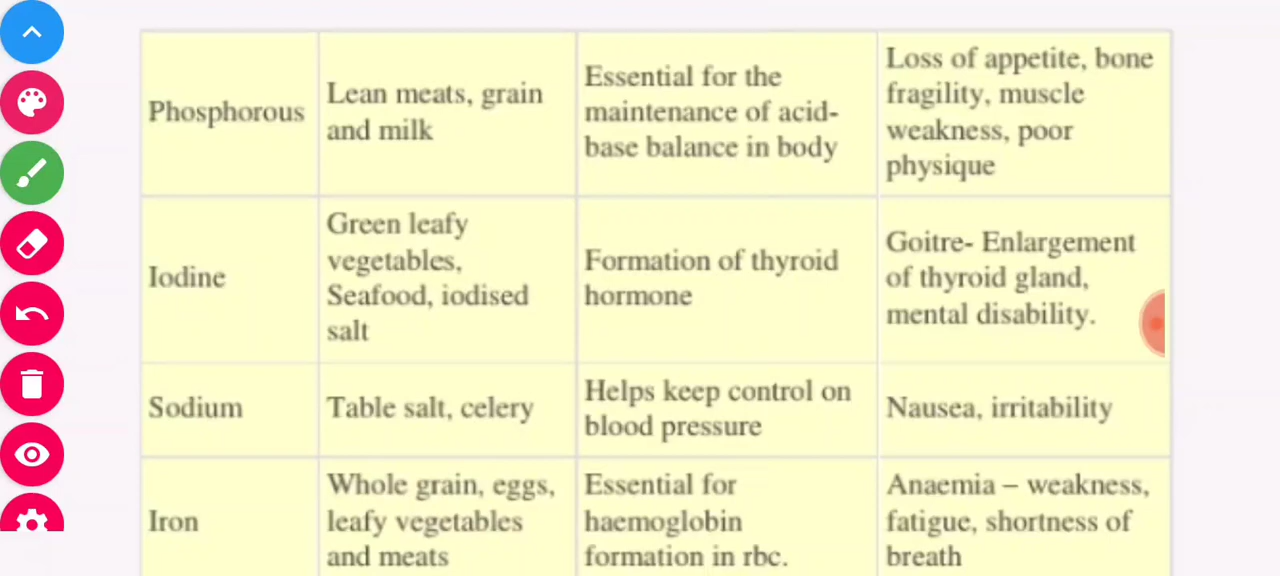 Phosphorous
Lean meats, grain
and milk
Essential for the
maintenance of acid-
base balance in body
Loss of appetite, bone
fragility, muscle
weakness, poor
physique
Iodine
Green leafy
vegetables,
Seafood, iodised
salt
Formation of thyroid
hormone
Goitre- Enlargement
of thyroid gland,
mental disability.
Sodium
Table salt, celery
Helps keep control on
blood pressure
Nausea, irritability
Iron
Whole grain, eggs,
leafy vegetables
and meats
Essential for
haemoglobin
formation in rbc.
Anaemia – weakness,
fatigue, shortness of
breath